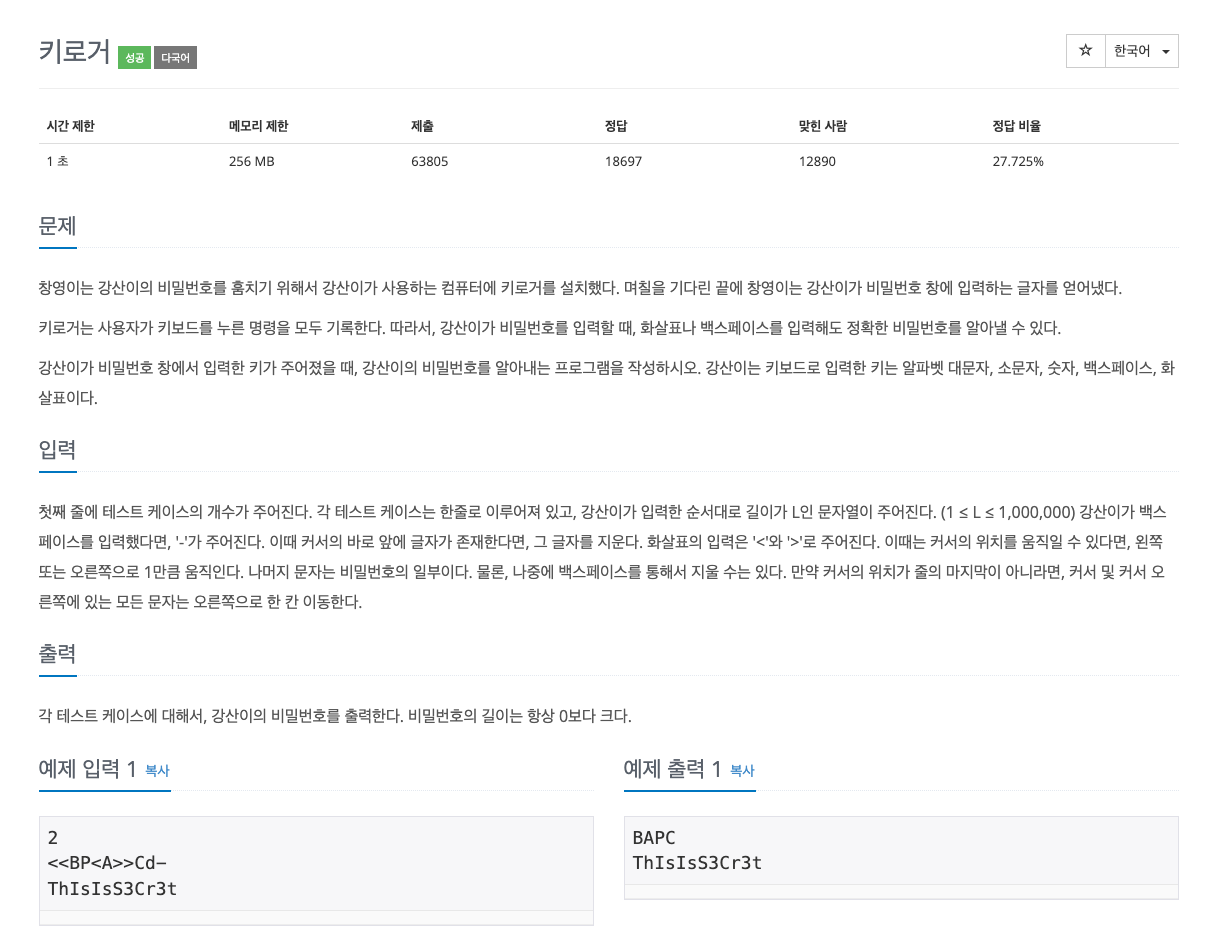 키로거 성공 다국어
☆ 한국어
시간 제한 메모리 제한 제출 정답 맞힌 사람 정답 비율
1 초 256 MB 63805 18697 12890 27.725%
문제
창영이는 강산이의 비밀번호를 훔치기 위해서 강산이가 사용하는 컴퓨터에 키로거를 설치했다. 며칠을 기다린 끝에 창영이는 강산이가 비밀번호 창에 입력하는 글자를 얻어냈다.
키로거는 사용자가 키보드를 누른 명령을 모두 기록한다. 따라서, 강산이가 비밀번호를 입력할 때, 화살표나 백스페이스를 입력해도 정확한 비밀번호를 알아낼 수 있다.
강산이가 비밀번호 창에서 입력한 키가 주어졌을 때, 강산이의 비밀번호를 알아내는 프로그램을 작성하시오. 강산이는 키보드로 입력한 키는 알파벳 대문자, 소문자, 숫자, 백스페이스, 화
살표이다.
입력
첫째 줄에 테스트 케이스의 개수가 주어진다. 각 테스트 케이스는 한줄로 이루어져 있고, 강산이가 입력한 순서대로 길이가 L인 문자열이 주어진다. (1 ≤ L ≤ 1,000,000) 강산이가 백스
페이스를 입력했다면, '-'가 주어진다. 이때 커서의 바로 앞에 글자가 존재한다면, 그 글자를 지운다. 화살표의 입력은 '<'와 '>'로 주어진다. 이때는 커서의 위치를 움직일 수 있다면, 왼쪽
또는 오른쪽으로 1만큼 움직인다. 나머지 문자는 비밀번호의 일부이다. 물론, 나중에 백스페이스를 통해서 지울 수는 있다. 만약 커서의 위치가 줄의 마지막이 아니라면, 커서 및 커서 오
른쪽에 있는 모든 문자는 오른쪽으로 한 칸 이동한다.
출력
각 테스트 케이스에 대해서, 강산이의 비밀번호를 출력한다. 비밀번호의 길이는 항상 0보다 크다.
예제 입력 1 복사
2
<<BP<A>>Cd-
ThIsIsS3Cr3t
예제 출력 1 복사
BAPC
ThIsIsS3Cr3t